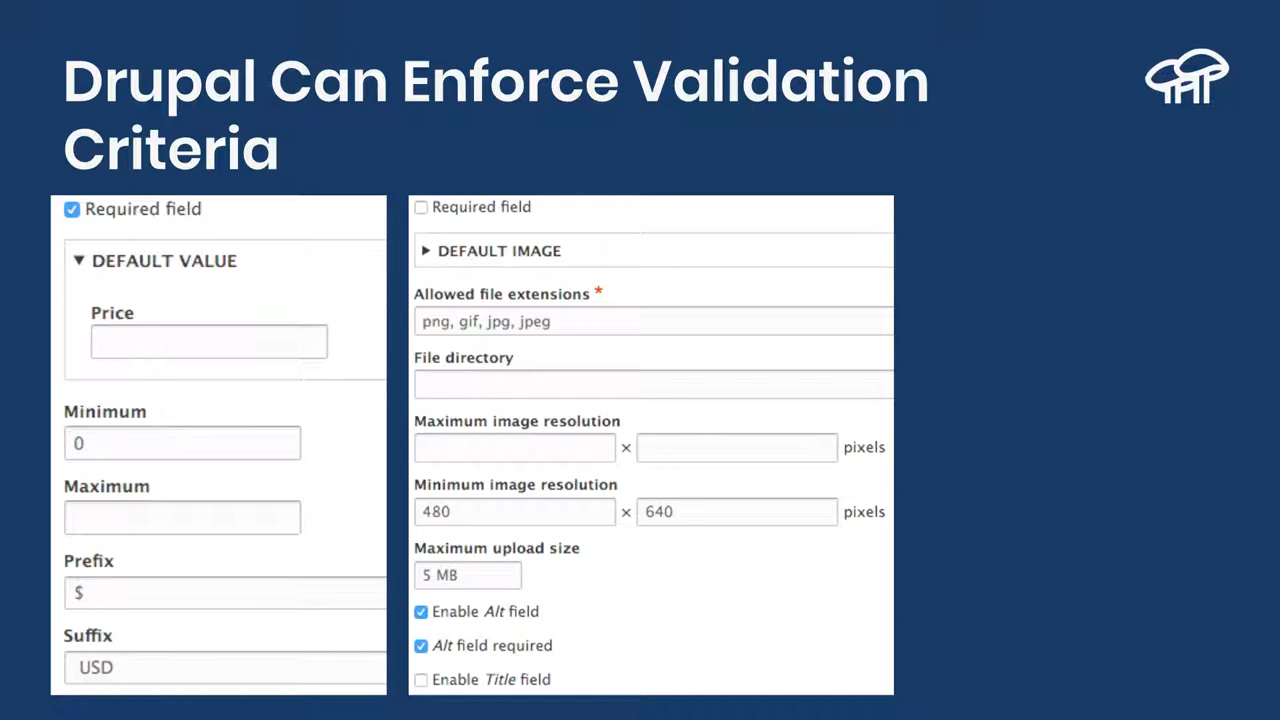 Drupal Can Enforce Validation
Criteria
Required field
DEFAULT VALUE
Price
Minimum
0
Maximum
Prefix
$
Suffix
USD
Required field
DEFAULT IMAGE
Allowed file extensions *
png, gif, jpg, jpeg
File directory
Maximum image resolution
× pixels
Minimum image resolution
480 × 640 pixels
Maximum upload size
5 MB
Enable Alt field
Alt field required
Enable Title field